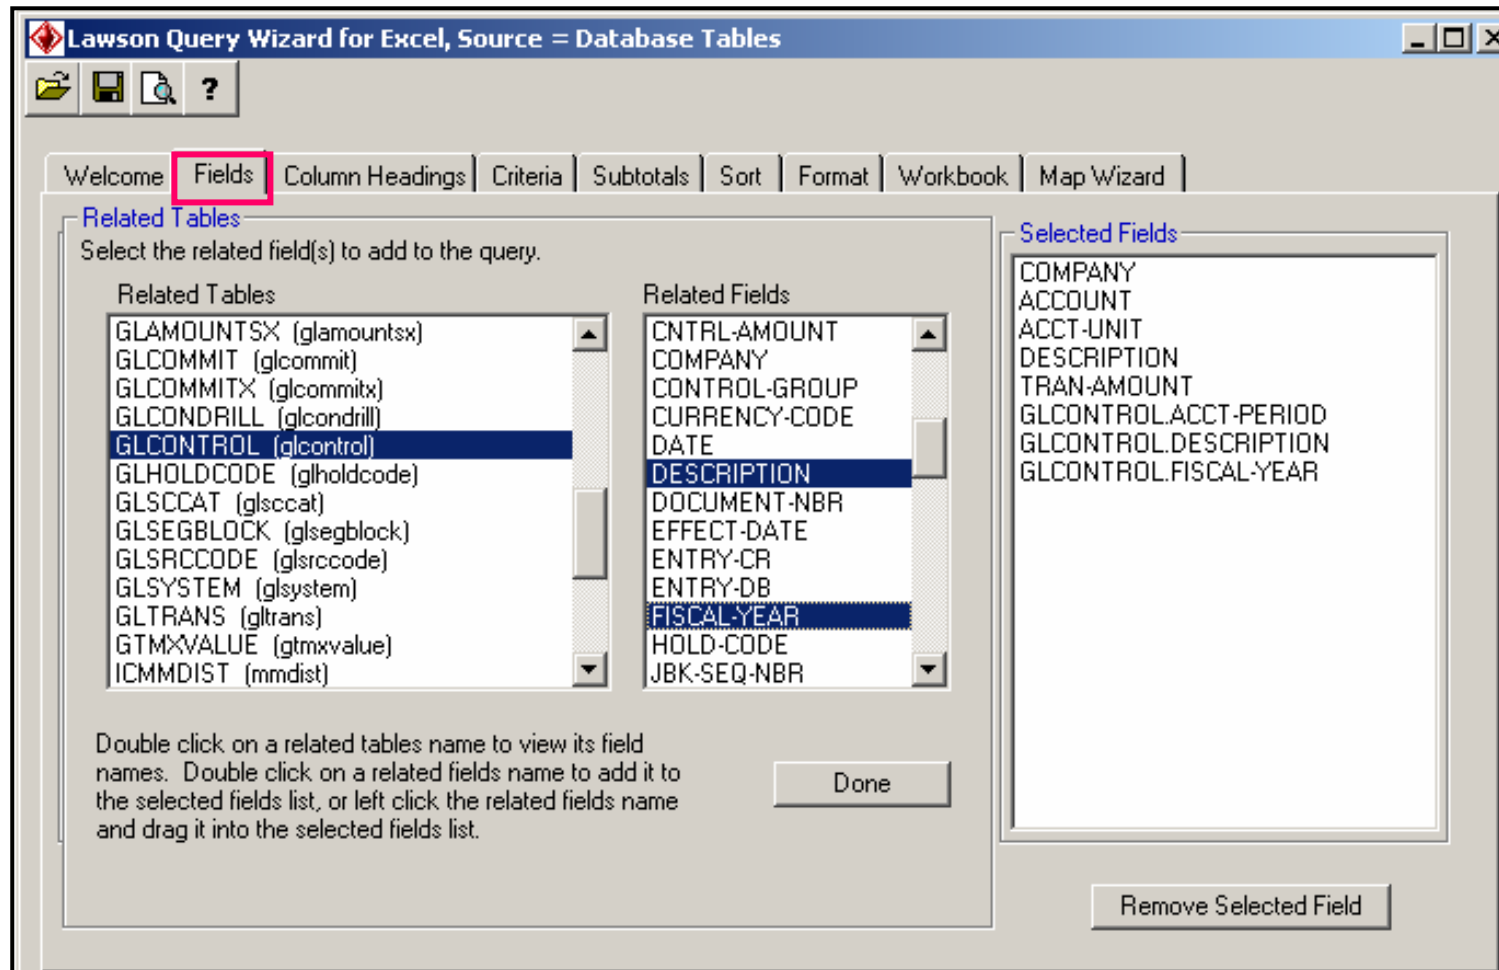 Lawson Query Wizard for Excel, Source = Database Tables
?
Welcome Fields Column Headings Criteria Subtotals Sort Format Workbook Map Wizard
Related Tables
Select the related field(s) to add to the query.
Related Tables
GLAMOUNTSX (glamountsx)
GLCOMMIT (glcommit)
GLCOMMITX (glcommitx)
GLCONDRILL (glcondrill)
GLCONTROL (glcontrol)
GLHOLDCODE (glholdcode)
GLSCCAT (glsccat)
GLSEGBLOCK (glsegblock)
GLSRCCODE (glsrccode)
GLSYSTEM (glsystem)
GLTRANS (gltrans)
GTMXVALUE (gtmxvalue)
ICMMDIST (mmdist)
Related Fields
CNTRL-AMOUNT
COMPANY
CONTROL-GROUP
CURRENCY-CODE
DATE
DESCRIPTION
DOCUMENT-NBR
EFFECT-DATE
ENTRY-CR
ENTRY-DB
FISCAL-YEAR
HOLD-CODE
JBK-SEQ-NBR
Double click on a related tables name to view its field
names. Double click on a related fields name to add it to
the selected fields list, or left click the related fields name
and drag it into the selected fields list.
Done
Selected Fields
COMPANY
ACCOUNT
ACCT-UNIT
DESCRIPTION
TRAN-AMOUNT
GLCONTROL.ACCT-PERIOD
GLCONTROL.DESCRIPTION
GLCONTROL.FISCAL-YEAR
Remove Selected Field